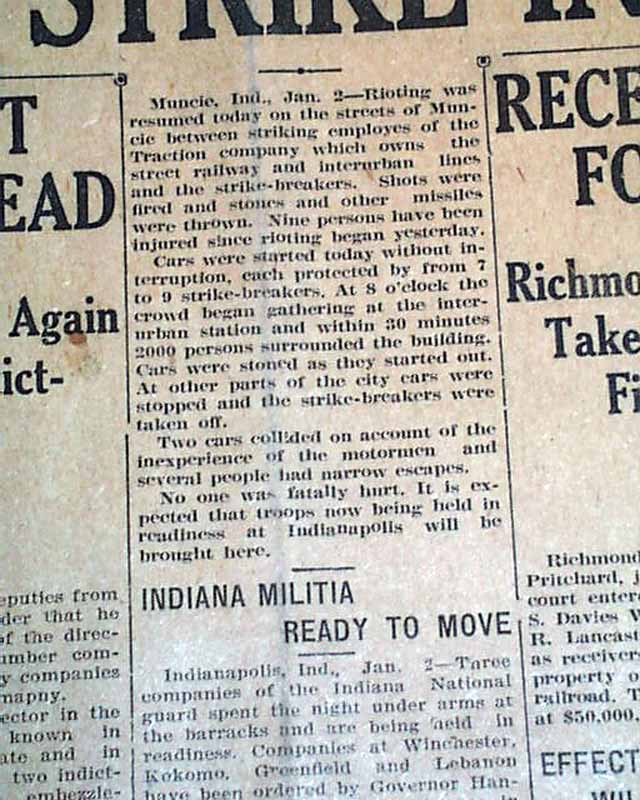 STRIKE IN
Muncie, Ind., Jan. 2—Rioting was
resumed today on the streets of Mun-
cie between striking employes of the
Traction company which owns the
street railway and interurban lines
and the strike-breakers. Shots were
fired and stones and other missiles
were thrown. Nine persons have been
injured since rioting began yesterday.
Cars were started today without in-
terruption, each protected by from 7
to 9 strike-breakers. At 8 o'clock the
crowd began gathering at the inter-
urban station and within 30 minutes
2000 persons surrounded the building.
Cars were stoned as they started out.
At other parts of the city cars were
stopped and the strike-breakers were
taken off.
Two cars collided on account of the
inexperience of the motormen and
several people had narrow escapes.
No one was fatally hurt. It is ex-
pected that troops now being held in
readiness at Indianapolis will be
brought here.
INDIANA MILITIA
READY TO MOVE
Indianapolis, Ind., Jan. 2—Three
companies of the Indiana National
guard spent the night under arms at
the barracks and are being held in
readiness. Companies at Winchester,
Kokomo, Greenfield and Lebanon
have been ordered by Governor Han-
T
EAD
Again
ict-
eputies from
der that he
of the direc-
umber com-
y companies
mapny.
ector in the
known in
ate and in
two indict-
embezzle-
RECE
FO
Richmo
Take
Fi
Richmond
Pritchard, j
court entere
S. Davies W
R. Lancast
as receivers
property o
railroad. T
at $50,000.
EFFECT